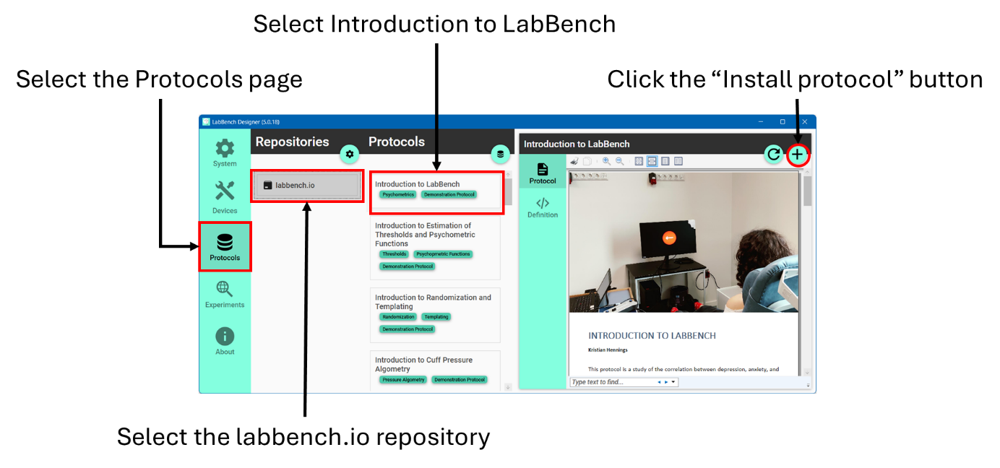 Select Introduction to LabBench
Select the Protocols page
Click the “Install protocol” button
LabBench Designer (5.0.18)
System
Devices
Protocols
Experiments
About
Repositories
labbench.io
Protocols
Introduction to LabBench
Psychometrics Demonstration Protocol
Introduction to Estimation of
Thresholds and Psychometric
Functions
Thresholds Psychopmetric Functions
Demonstration Protocol
Introduction to Randomization and
Templating
Randomization Templating
Demonstration Protocol
Introduction to Cuff Pressure
Algometry
Pressure Algometry Demonstration Protocol
Introduction to LabBench
Protocol
Definition
INTRODUCTION TO LABBENCH
Kristian Hennings
This protocol is a study of the correlation between depression, anxiety, and
Type text to find...
Select the labbench.io repository